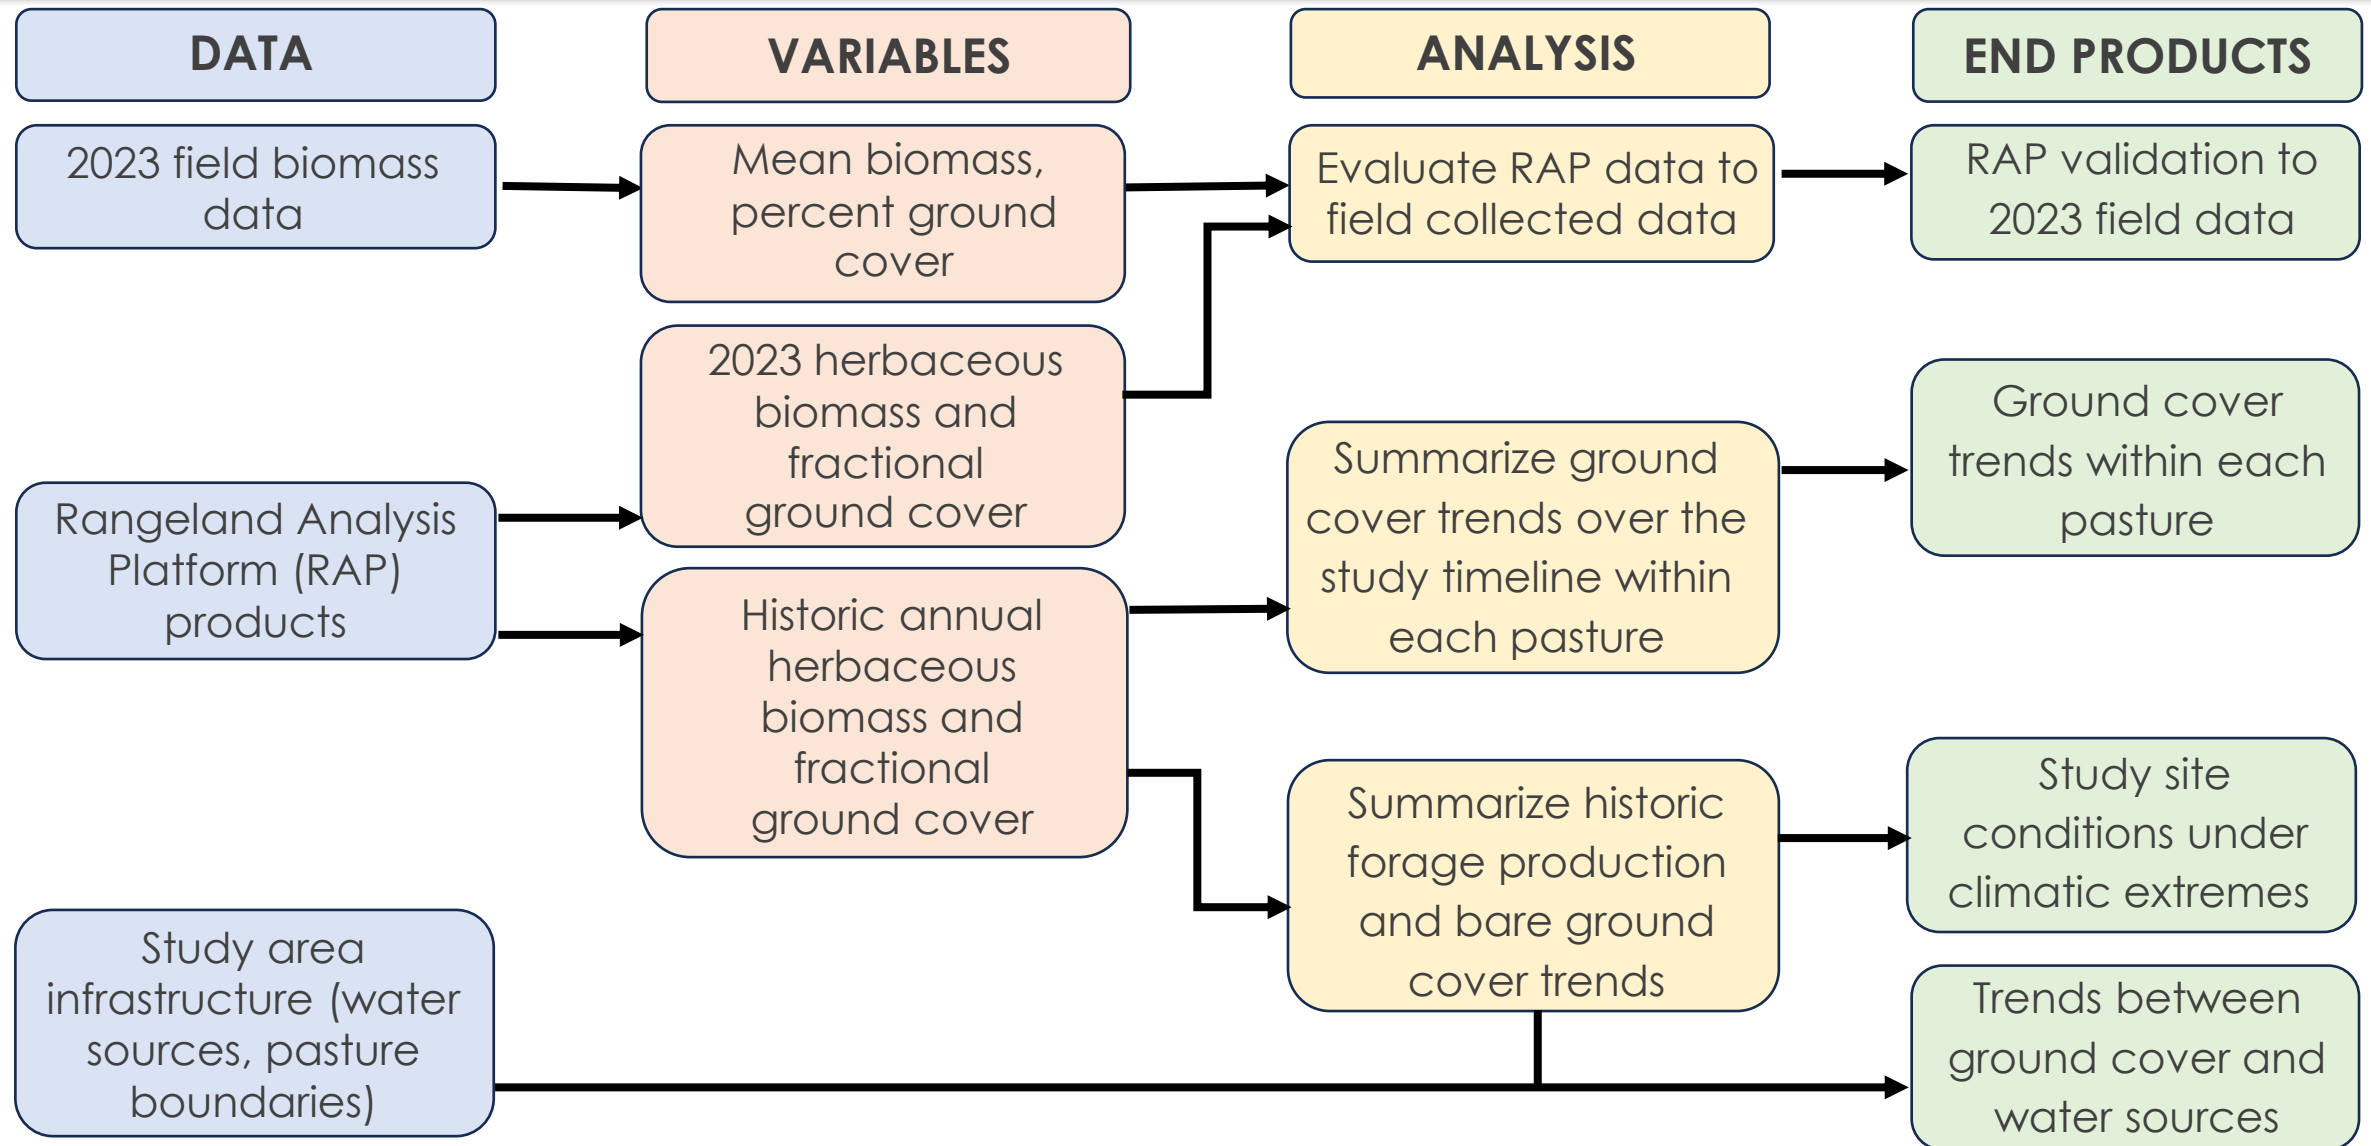 DATA
VARIABLES
ANALYSIS
END PRODUCTS
2023 field biomass
data
Mean biomass,
percent ground
cover
Evaluate RAP data to
field collected data
RAP validation to
2023 field data
2023 herbaceous
biomass and
fractional
ground cover
Rangeland Analysis
Platform (RAP)
products
Historic annual
herbaceous
biomass and
fractional
ground cover
Summarize ground
cover trends over the
study timeline within
each pasture
Ground cover
trends within each
pasture
Summarize historic
forage production
and bare ground
cover trends
Study site
conditions under
climatic extremes
Study area
infrastructure (water
sources, pasture
boundaries)
Trends between
ground cover and
water sources